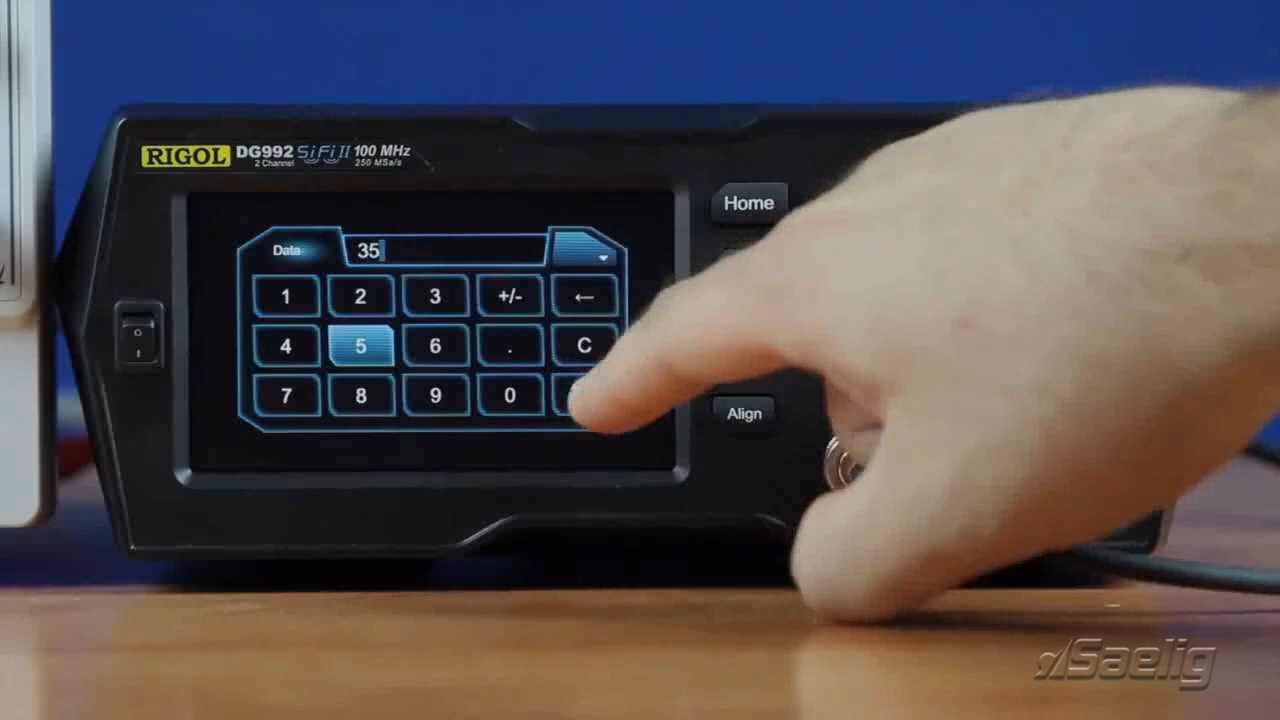 RIGOL DG992 SiFi II 100 MHz
2 Channel 250 MSa/s
Home
Data 35
1 2 3 +/- ←
4 5 6 . C
7 8 9 0
Align
Saelig